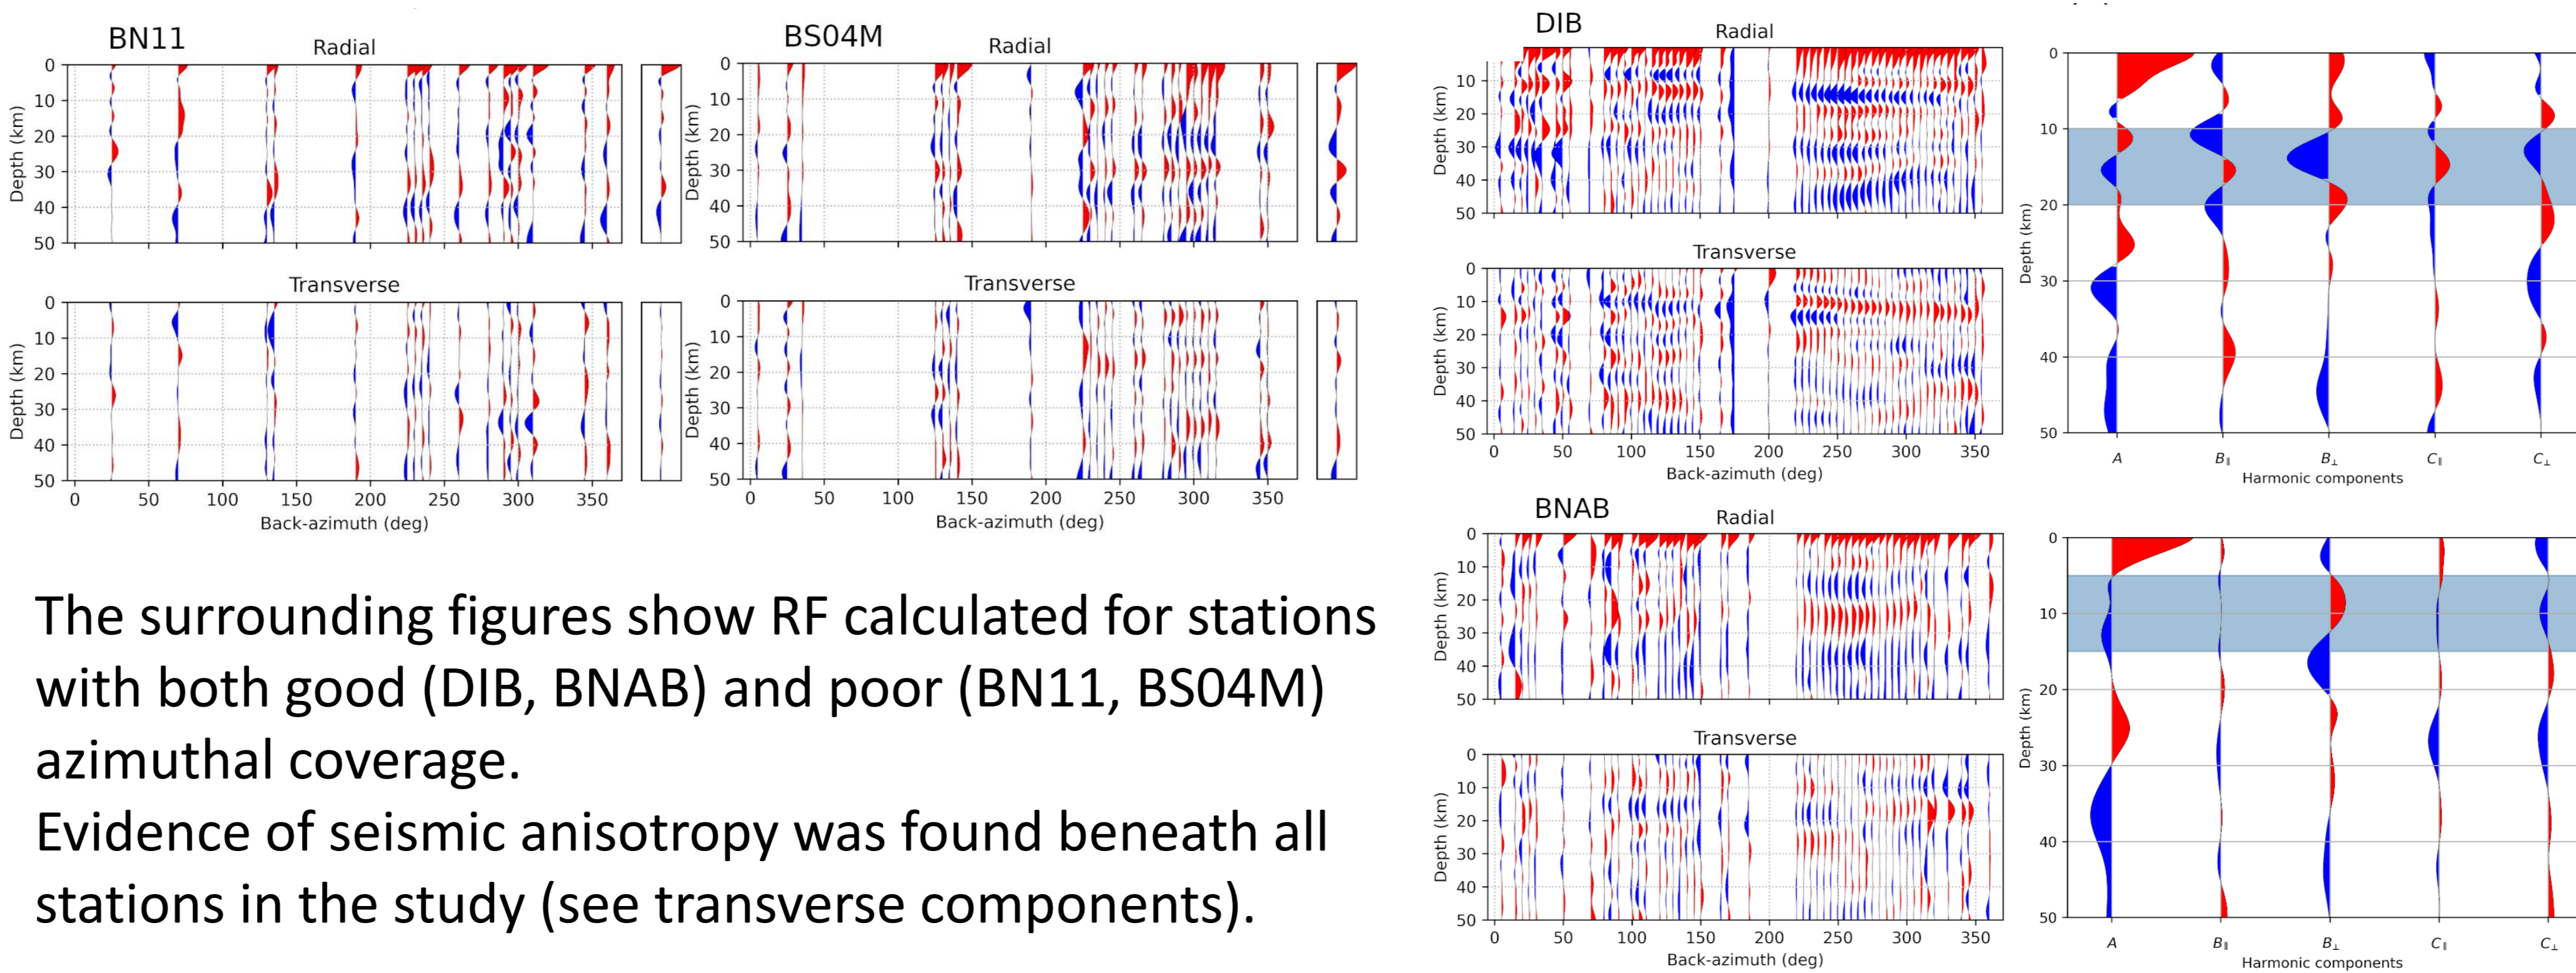 BN11
Radial
0
10
20
30
40
50
Depth (km)
Transverse
0
10
20
30
40
50
Depth (km)
0 50 100 150 200 250 300 350
Back-azimuth (deg)
BS04M
Radial
0
10
20
30
40
50
Depth (km)
Transverse
0
10
20
30
40
50
Depth (km)
0 50 100 150 200 250 300 350
Back-azimuth (deg)
The surrounding figures show RF calculated for stations
with both good (DIB, BNAB) and poor (BN11, BS04M)
azimuthal coverage.
Evidence of seismic anisotropy was found beneath all
stations in the study (see transverse components).
DIB
Radial
10
20
30
40
50
Depth (km)
Transverse
0
10
20
30
40
50
Depth (km)
0 50 100 150 200 250 300 350
Back-azimuth (deg)
0
10
20
30
40
50
Depth (km)
A B∥ B⊥ C∥ C⊥
Harmonic components
BNAB
Radial
0
10
20
30
40
50
Depth (km)
Transverse
0
10
20
30
40
50
Depth (km)
0 50 100 150 200 250 300 350
Back-azimuth (deg)
0
10
20
30
40
50
Depth (km)
A B∥ B⊥ C∥ C⊥
Harmonic components